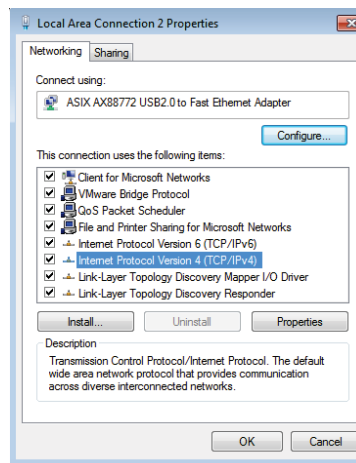 Local Area Connection 2 Properties
Networking Sharing
Connect using:
ASIX AX88772 USB2.0 to Fast Ethernet Adapter
Configure...
This connection uses the following items:
Client for Microsoft Networks
VMware Bridge Protocol
QoS Packet Scheduler
File and Printer Sharing for Microsoft Networks
Internet Protocol Version 6 (TCP/IPv6)
Internet Protocol Version 4 (TCP/IPv4)
Link-Layer Topology Discovery Mapper I/O Driver
Link-Layer Topology Discovery Responder
Install... Uninstall Properties
Description
Transmission Control Protocol/Internet Protocol. The default
wide area network protocol that provides communication
across diverse interconnected networks.
OK Cancel